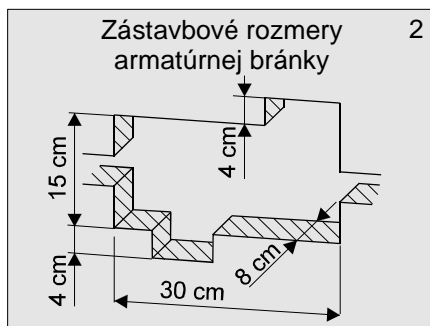 Zástavbové rozmery 2
armatúrnej bránky
4 cm
15 cm
4 cm
8 cm
30 cm